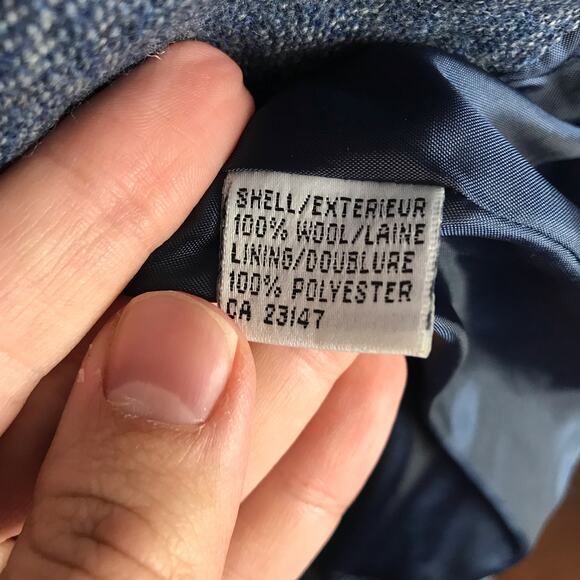 SHELL/EXTERIEUR
100% WOOL/LAINE
LINING/DOUBLURE
100% POLYESTER
CA 23147